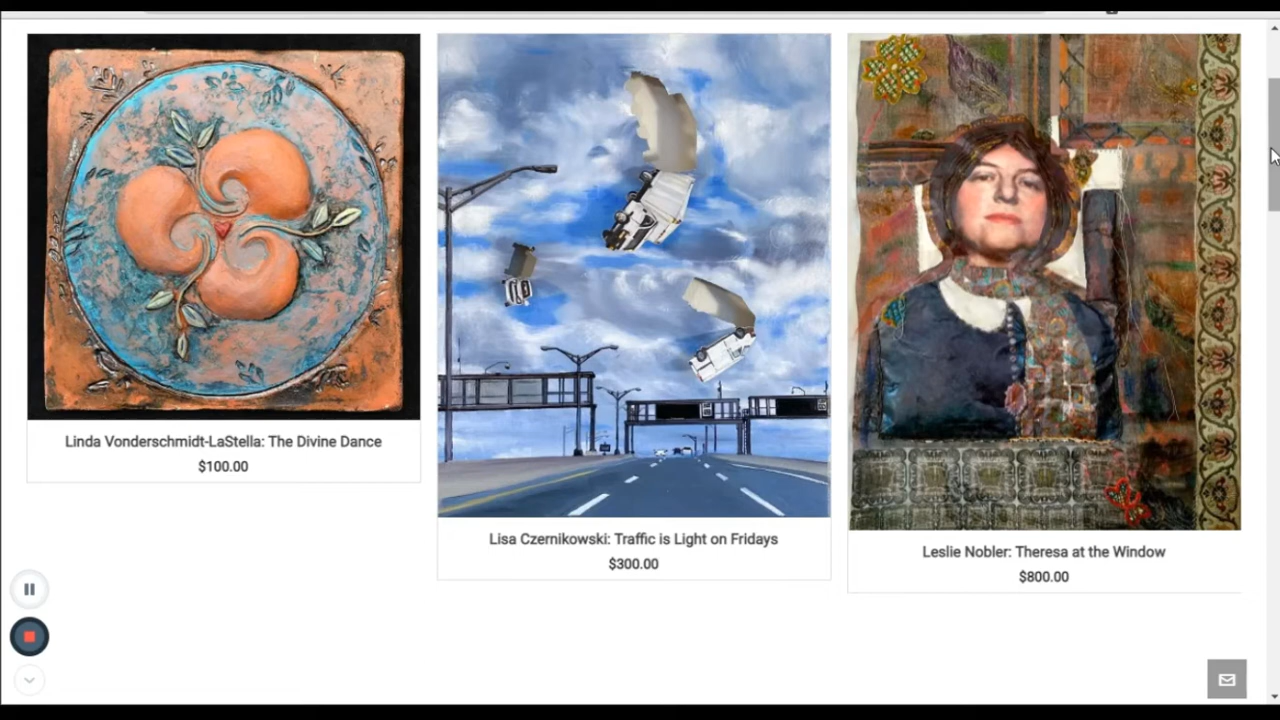 Linda Vonderschmidt-LaStella: The Divine Dance
$100.00
Lisa Czernikowski: Traffic is Light on Fridays
$300.00
Leslie Nobler: Theresa at the Window
$800.00